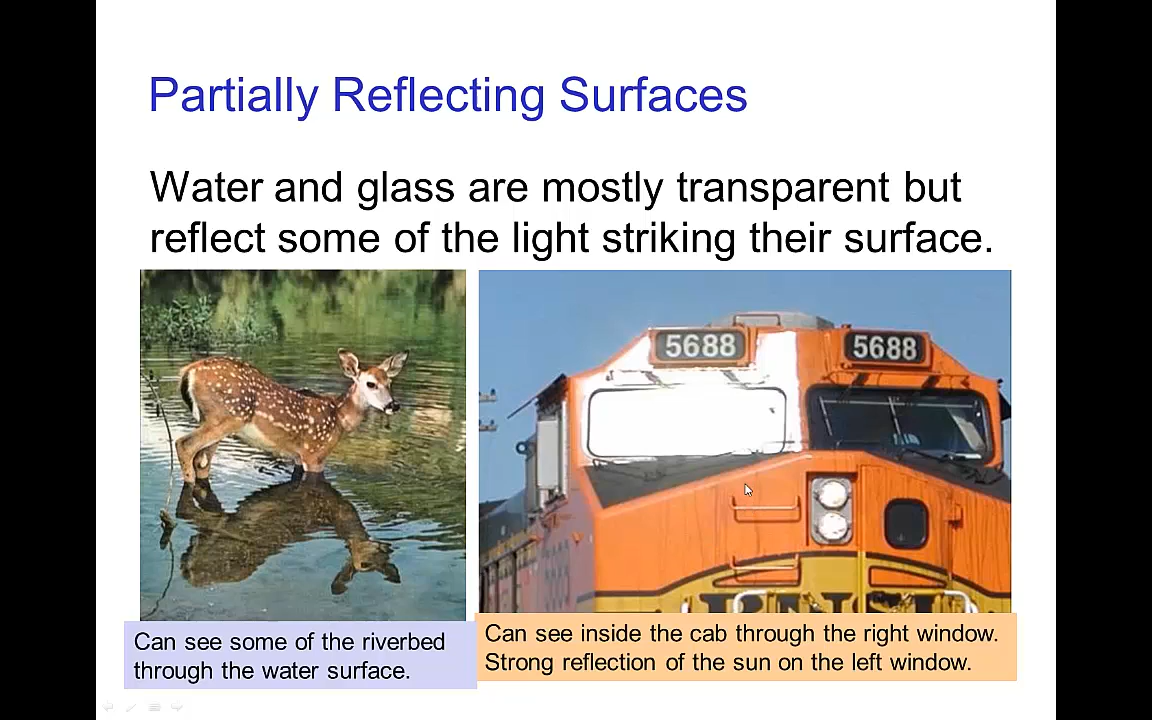 Partially Reflecting Surfaces
Water and glass are mostly transparent but
reflect some of the light striking their surface.
5688
5688
Can see some of the riverbed
through the water surface.
Can see inside the cab through the right window.
Strong reflection of the sun on the left window.